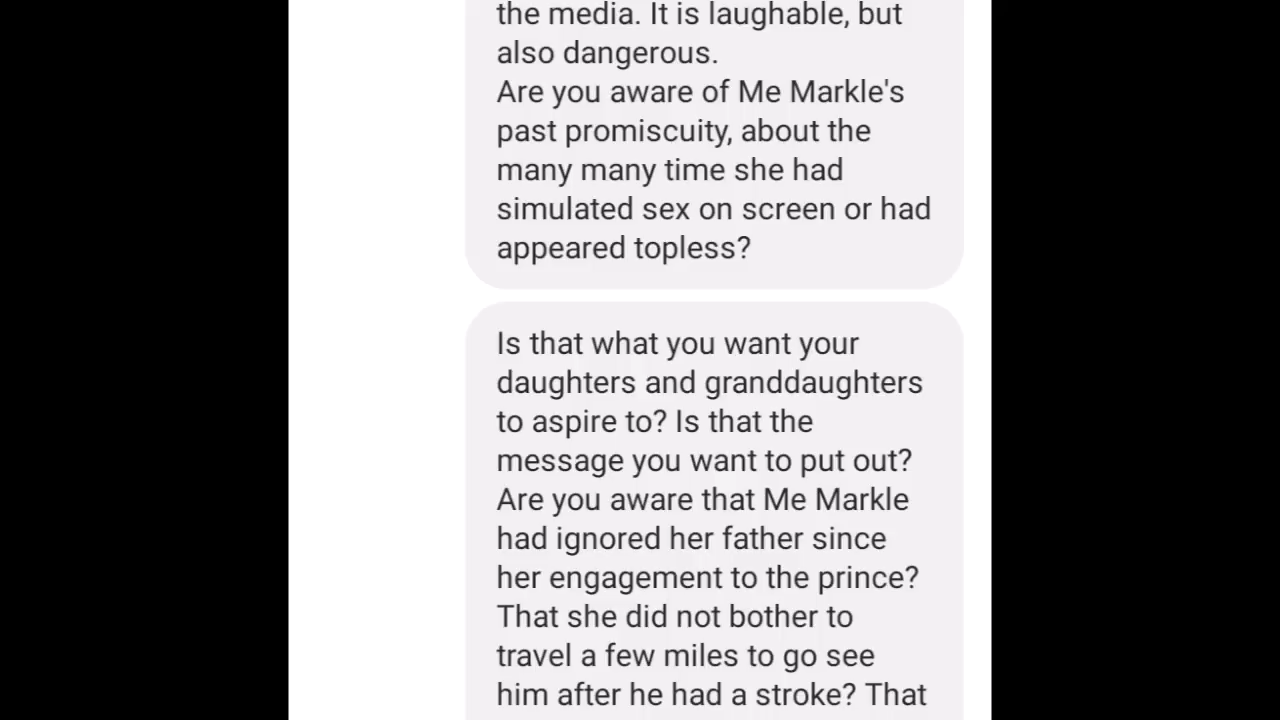 the media. It is laughable, but
also dangerous.
Are you aware of Me Markle's
past promiscuity, about the
many many time she had
simulated sex on screen or had
appeared topless?
Is that what you want your
daughters and granddaughters
to aspire to? Is that the
message you want to put out?
Are you aware that Me Markle
had ignored her father since
her engagement to the prince?
That she did not bother to
travel a few miles to go see
him after he had a stroke? That